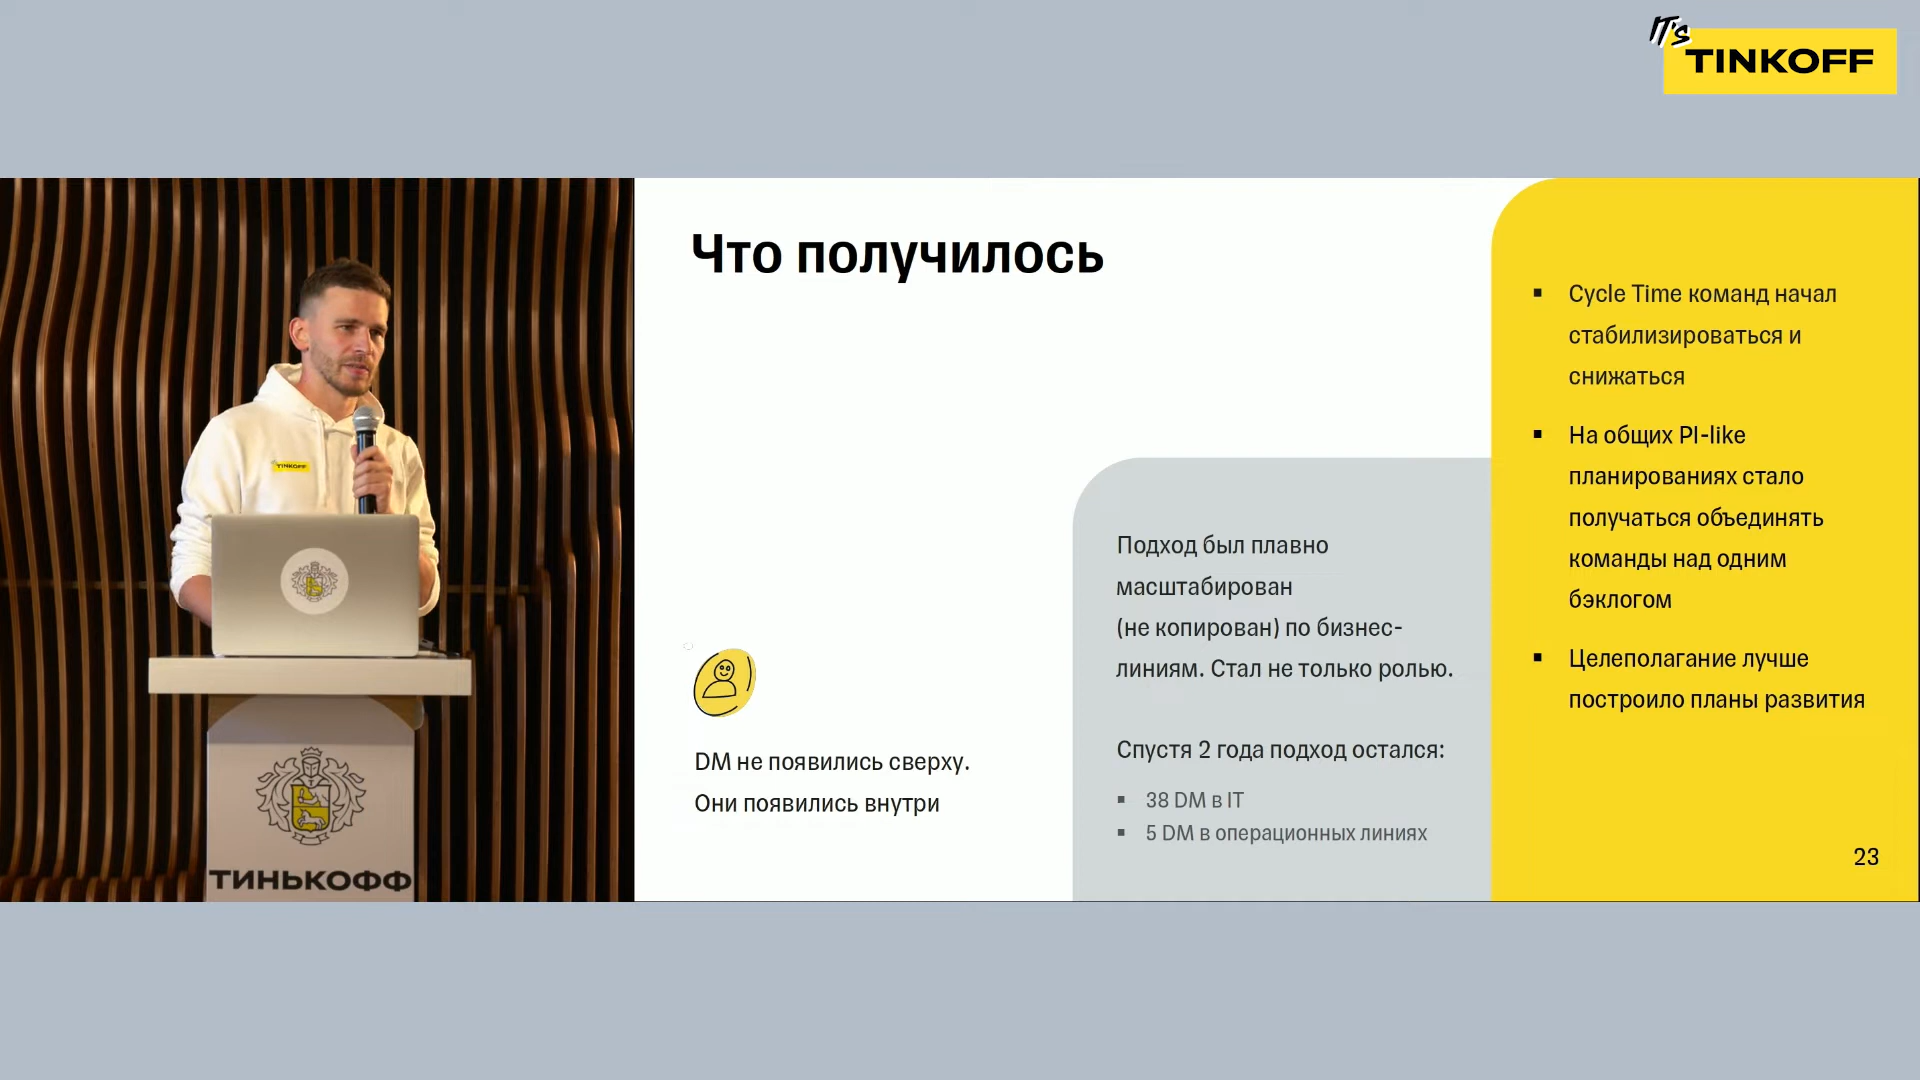 IT's
TINKOFF
Что получилось
DM не появились сверху.
Они появились внутри
Подход был плавно
масштабирован
(не копирован) по бизнес-
линиям. Стал не только ролью.
Спустя 2 года подход остался:
▪ 38 DM в IT
▪ 5 DM в операционных линиях
▪ Cycle Time команд начал
стабилизироваться и
снижаться
▪ На общих PI-like
планированиях стало
получаться объединять
команды над одним
бэклогом
▪ Целеполагание лучше
построило планы развития
23
TINKOFF
ТИНЬКОФФ